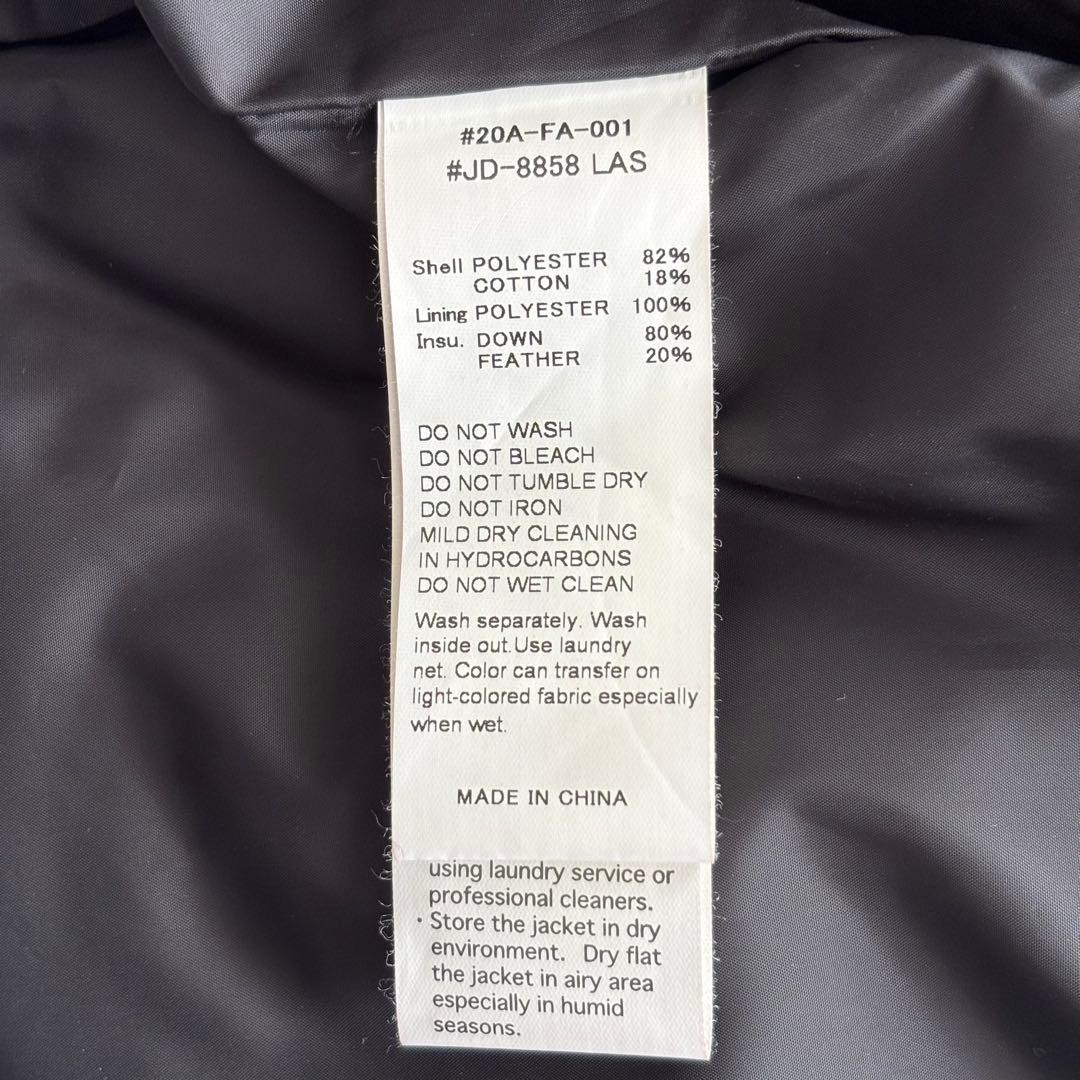 #20A-FA-001
#JD-8858 LAS
Shell POLYESTER 82%
COTTON 18%
Lining POLYESTER 100%
Insu. DOWN 80%
FEATHER 20%
DO NOT WASH
DO NOT BLEACH
DO NOT TUMBLE DRY
DO NOT IRON
MILD DRY CLEANING
IN HYDROCARBONS
DO NOT WET CLEAN
Wash separately. Wash
inside out.Use laundry
net. Color can transfer on
light-colored fabric especially
when wet.
MADE IN CHINA
using laundry service or
professional cleaners.
・Store the jacket in dry
environment. Dry flat
the jacket in airy area
especially in humid
seasons.